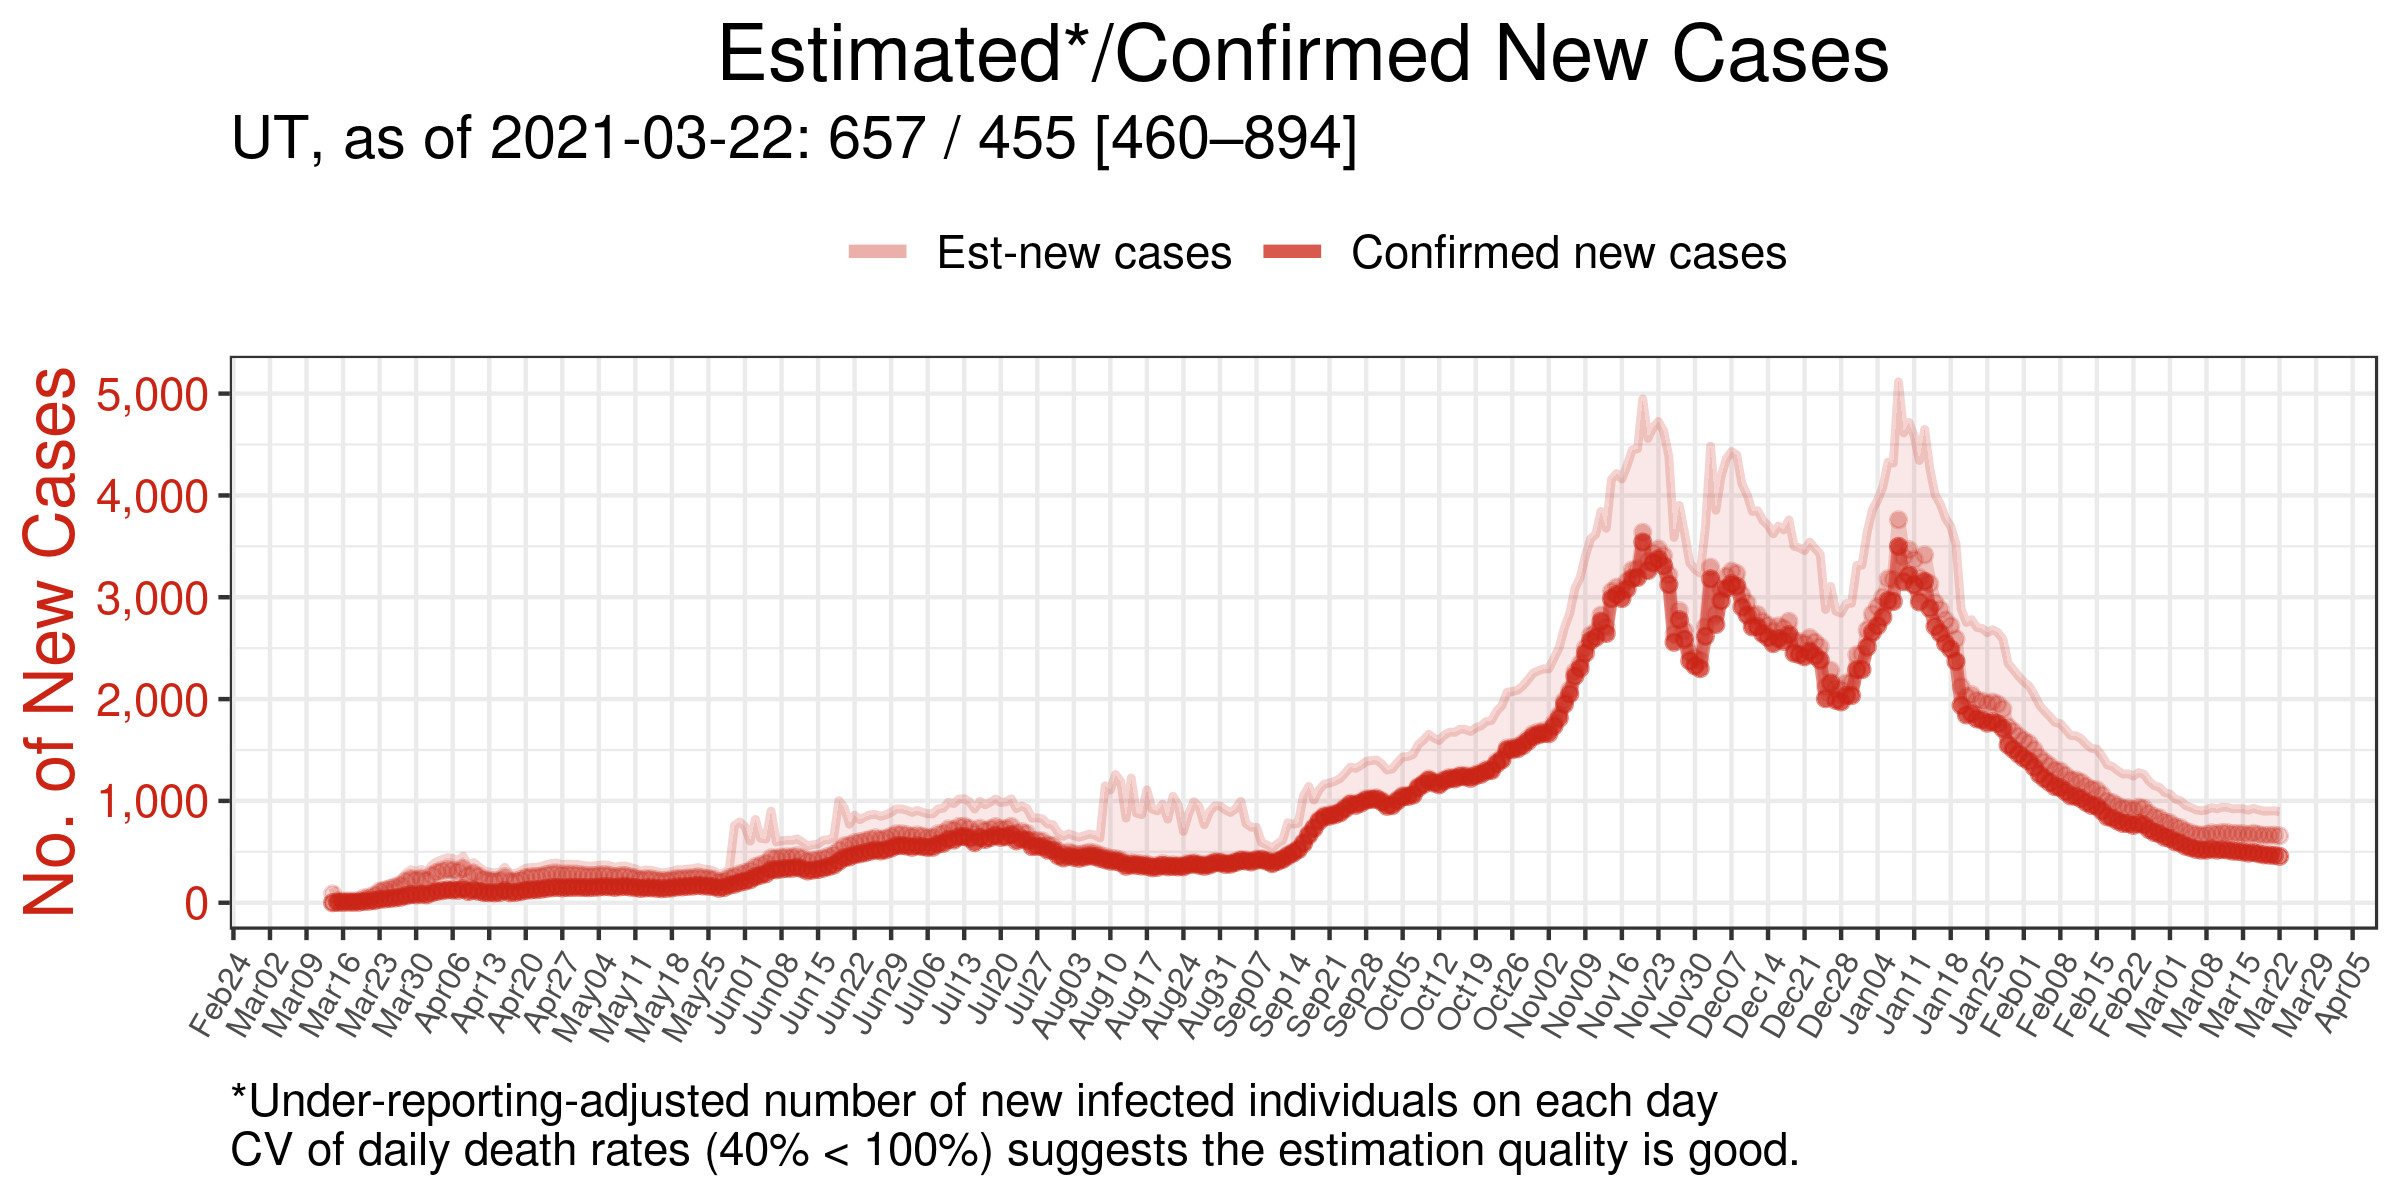 Estimated*/Confirmed New Cases
UT, as of 2021-03-22: 657 / 455 [460–894]
Est-new cases
Confirmed new cases
No. of New Cases
5,000
4,000
3,000
2,000
1,000
0
Feb24
Mar02
Mar09
Mar16
Mar23
Mar30
Apr06
Apr13
Apr20
Apr27
May04
May11
May18
May25
Jun01
Jun08
Jun15
Jun22
Jun29
Jul06
Jul13
Jul20
Jul27
Aug03
Aug10
Aug17
Aug24
Aug31
Sep07
Sep14
Sep21
Sep28
Oct05
Oct12
Oct19
Oct26
Nov02
Nov09
Nov16
Nov23
Nov30
Dec07
Dec14
Dec21
Dec28
Jan04
Jan11
Jan18
Jan25
Feb01
Feb08
Feb15
Feb22
Mar01
Mar08
Mar15
Mar22
Mar29
Apr05
*Under-reporting-adjusted number of new infected individuals on each day
CV of daily death rates (40% < 100%) suggests the estimation quality is good.